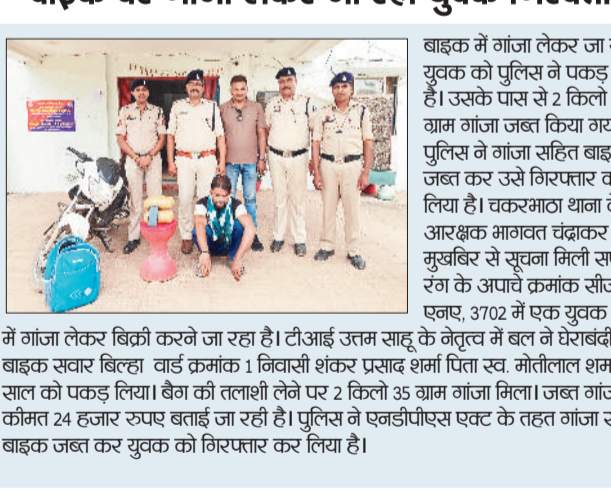 बाइक में गांजा लेकर जा
युवक को पुलिस ने पकड़
है। उसके पास से 2 किलो
ग्राम गांजा जब्त किया
पुलिस ने गांजा सहित
जब्त कर उसे गिरफ्तार
लिया है। चकरभाठा थाना
आरक्षक भागवत चंद्राकर
मुखबिर से सूचना मिली
रंग के अपाचे क्रमांक
एनए, 3702 में एक युवक
में गांजा लेकर बिक्री करने जा रहा है। टीआई उत्तम साहू के नेतृत्व में बल ने घेराबंदी
बाइक सवार बिल्हा वार्ड क्रमांक 1 निवासी शंकर प्रसाद शर्मा पिता स्व. मोतीलाल
साल को पकड़ लिया। बैग की तलाशी लेने पर 2 किलो 35 ग्राम गांजा मिला। जब्त
कीमत 24 हजार रुपए बताई जा रही है। पुलिस ने एनडीपीएस एक्ट के तहत गांजा
बाइक जब्त कर युवक को गिरफ्तार कर लिया है।